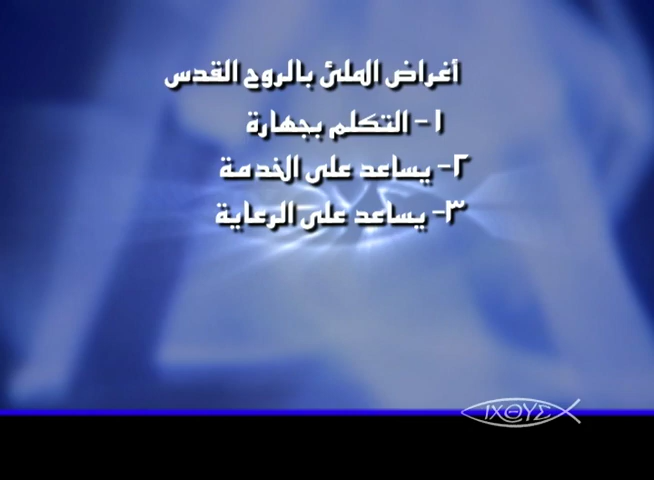 أغراض الملئ بالروح القدس
١- التكلم بجهارة
٢- يساعد على الخدمة
٣- يساعد على الرعاية
ΙΧΘΥΣ